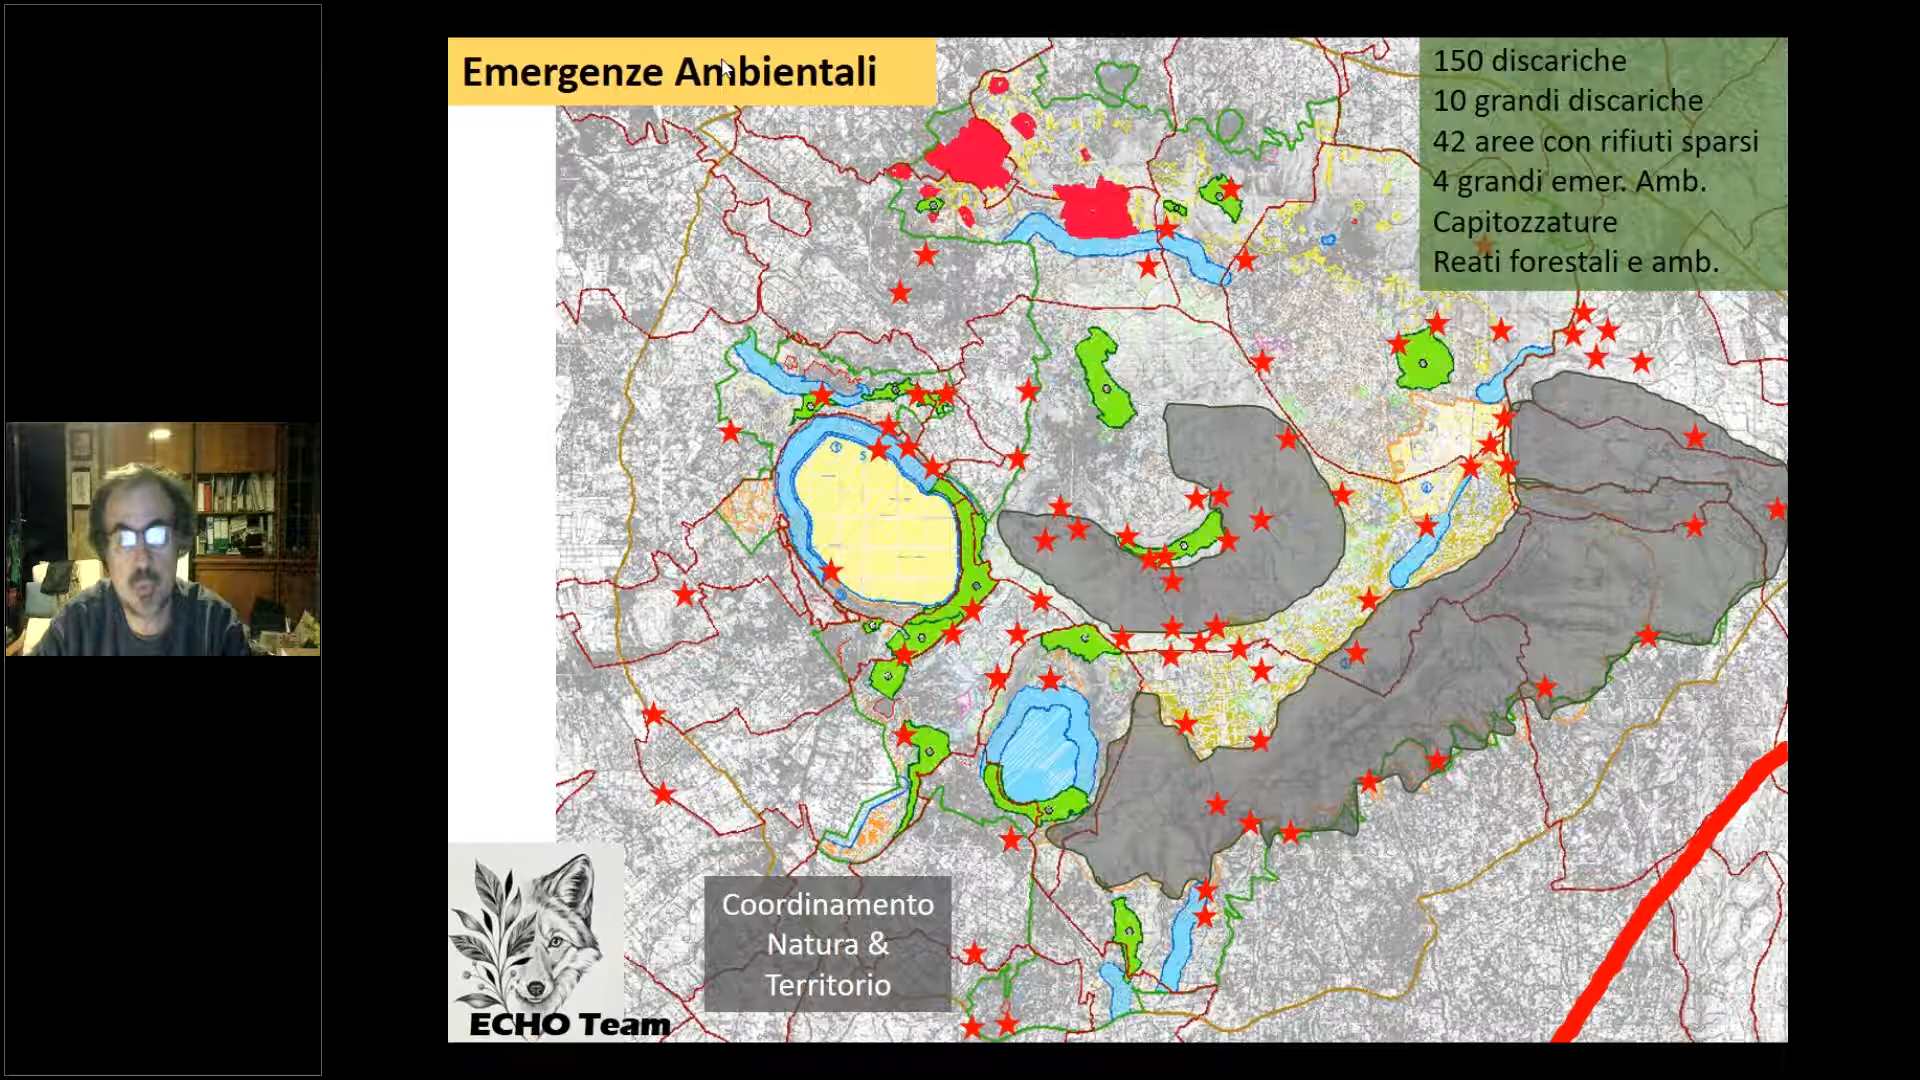 Emergenze Ambientali
150 discariche
10 grandi discariche
42 aree con rifiuti sparsi
4 grandi emer. Amb.
Capitozzature
Reati forestali e amb.
Coordinamento
Natura &
Territorio
ECHO Team